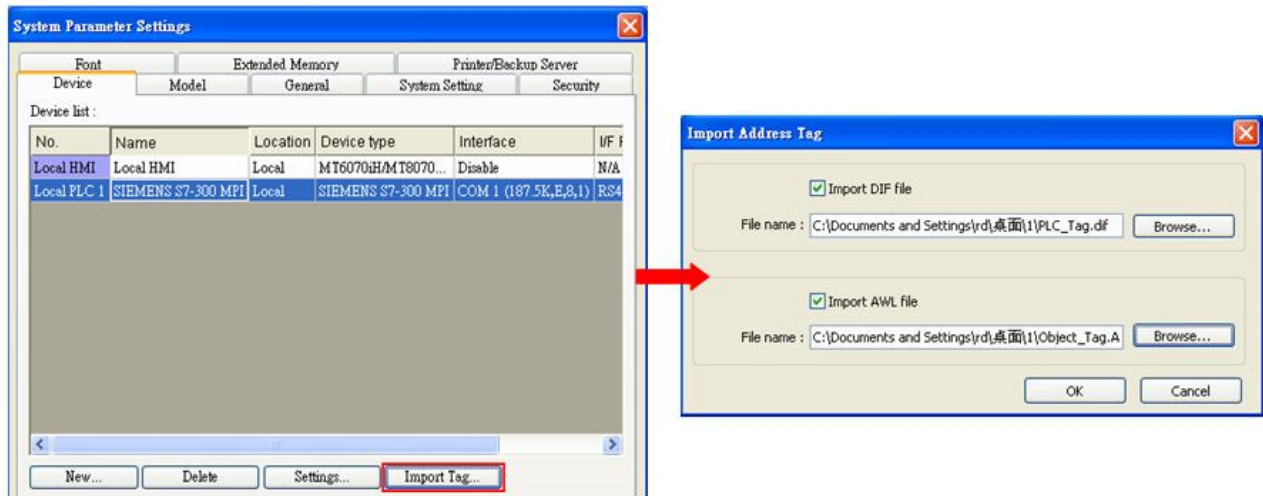 System Parameter Settings
Font Extended Memory Printer/Backup Server
Device Model General System Setting Security
Device list :
No. Name Location Device type Interface I/F
Local HMI Local HMI Local MT6070iH/MT8070... Disable N/A
Local PLC 1 SIEMENS S7-300 MPI Local SIEMENS S7-300 MPI COM 1 (187.5K,E,8,1) RS4
New... Delete Settings... Import Tag...
Import Address Tag
Import DIF file
File name : C:\Documents and Settings\rd\桌面\1\PLC_Tag.dif Browse...
Import AWL file
File name : C:\Documents and Settings\rd\桌面\1\Object_Tag.A Browse...
OK Cancel